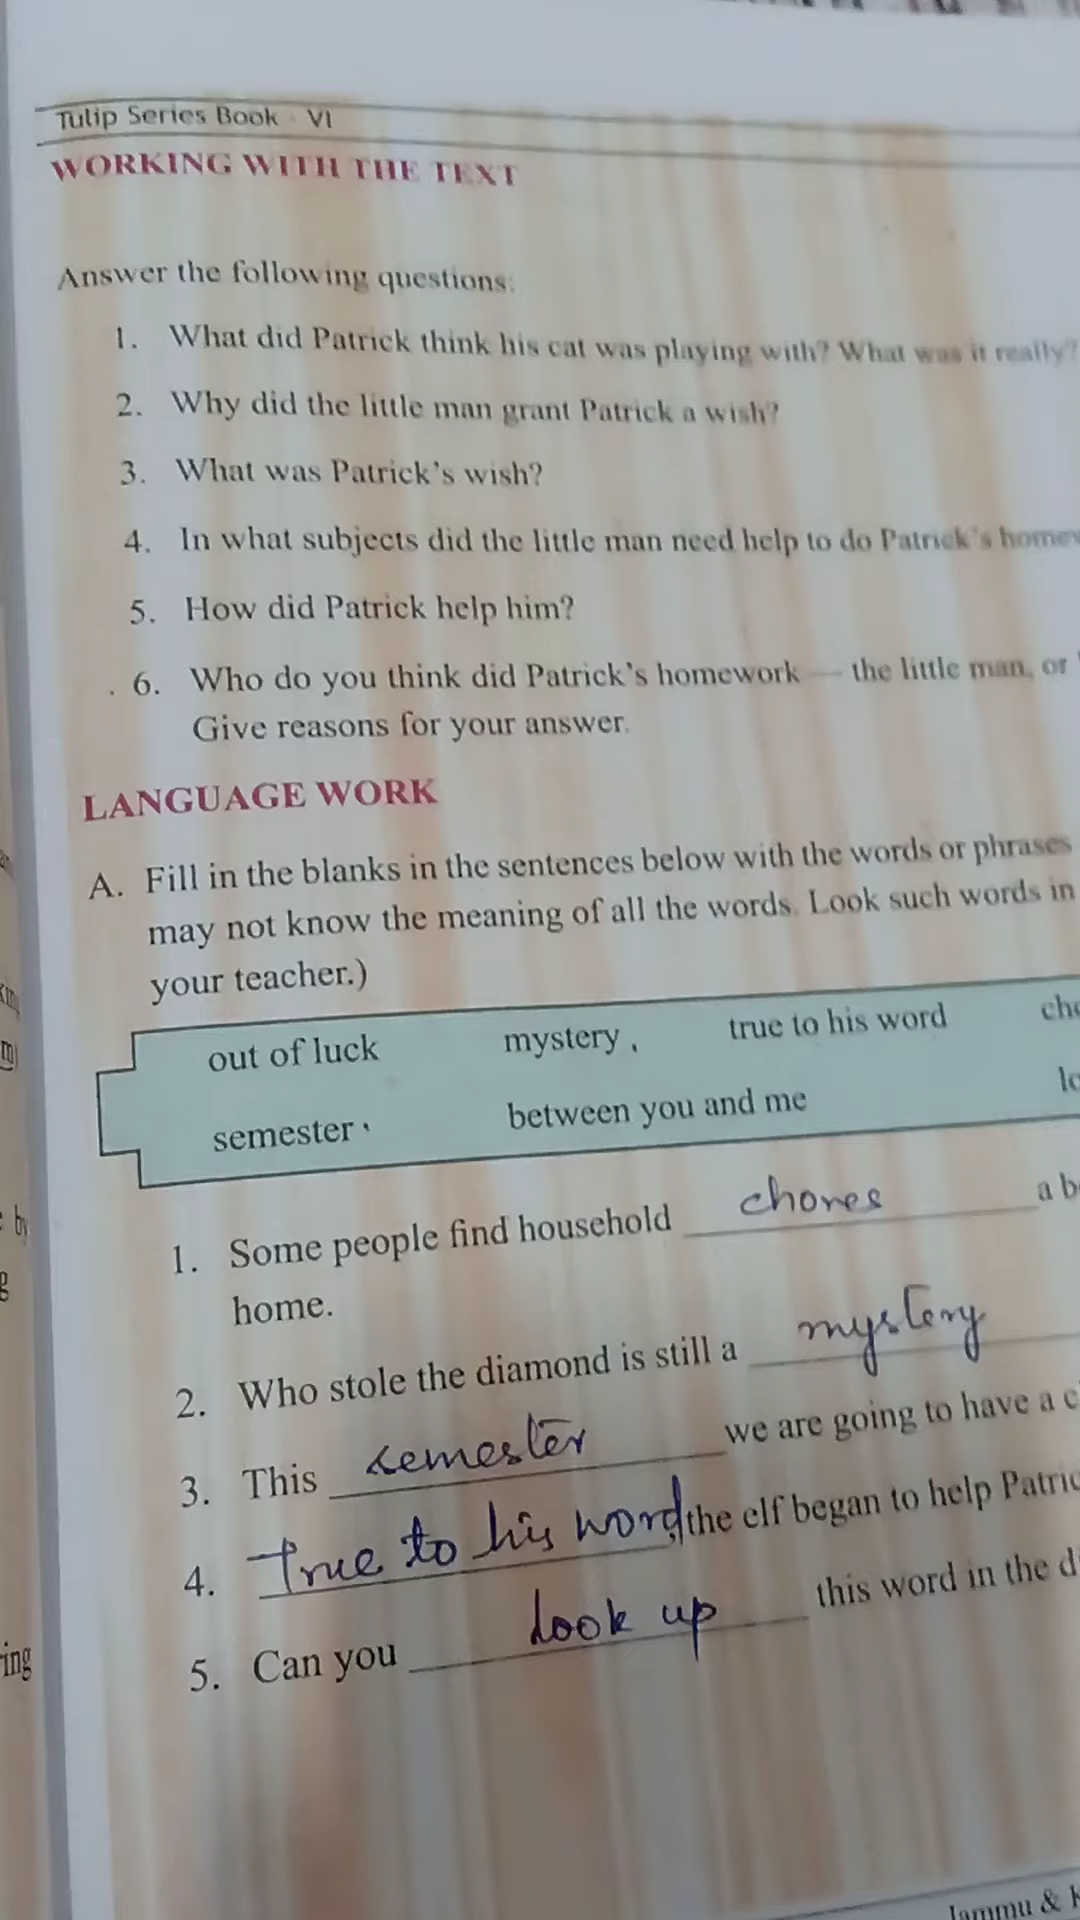 Tulip Series Book - VI
WORKING WITH THE TEXT
Answer the following questions:
1. What did Patrick think his cat was playing with? What was it really?
2. Why did the little man grant Patrick a wish?
3. What was Patrick's wish?
4. In what subjects did the little man need help to do Patrick's
5. How did Patrick help him?
6. Who do you think did Patrick's homework — the little man, or
Give reasons for your answer.
LANGUAGE WORK
A. Fill in the blanks in the sentences below with the words or phrases
may not know the meaning of all the words. Look such words in
your teacher.)
out of luck mystery true to his word
semester between you and me
1. Some people find household chores a
home.
2. Who stole the diamond is still a mystery
3. This semester we are going to have a
4. True to his word, the elf began to help
5. Can you look up this word in the
Jammu &